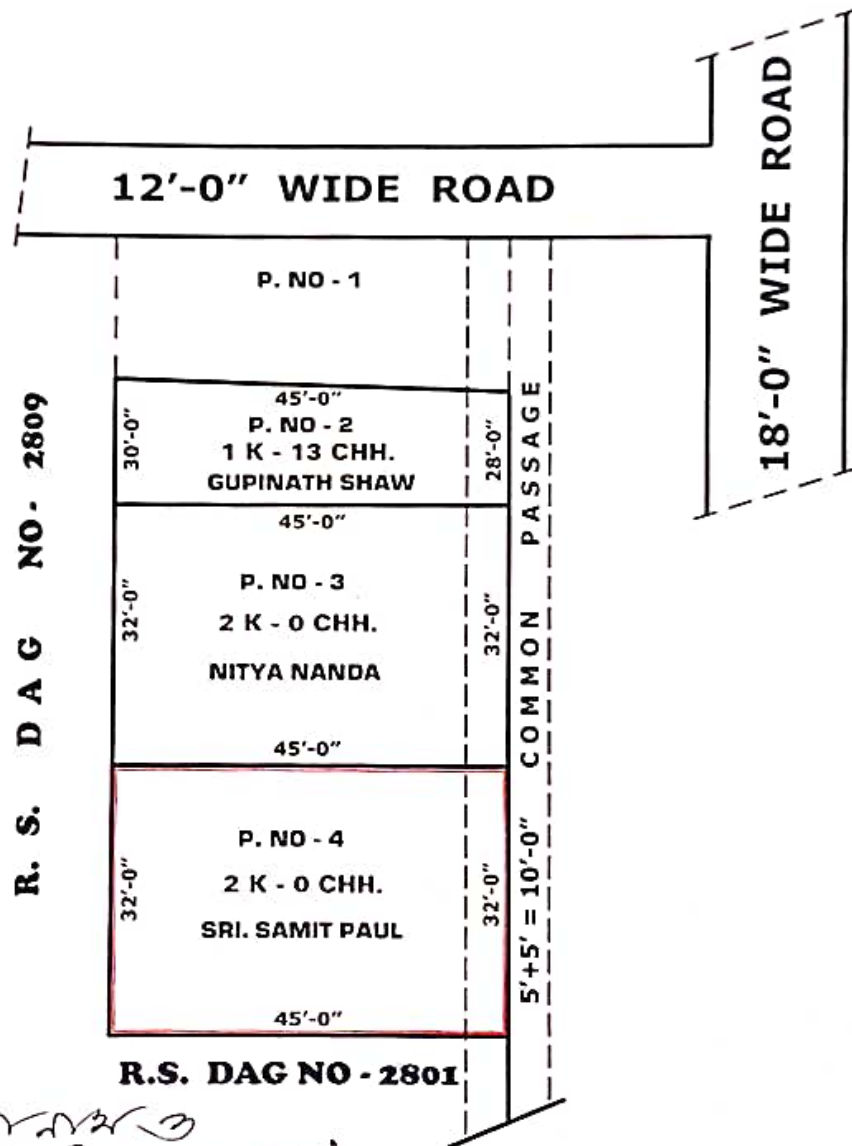 12'-0" WIDE ROAD
18'-0" WIDE ROAD
P. NO - 1
45'-0"
30'-0"
P. NO - 2
1 K - 13 CHH.
GUPINATH SHAW
28'-0"
45'-0"
32'-0"
P. NO - 3
2 K - 0 CHH.
NITYA NANDA
32'-0"
45'-0"
32'-0"
P. NO - 4
2 K - 0 CHH.
SRI. SAMIT PAUL
32'-0"
45'-0"
R. S. DAG NO - 2809
5'+5' = 10'-0" COMMON PASSAGE
R.S. DAG NO - 2801